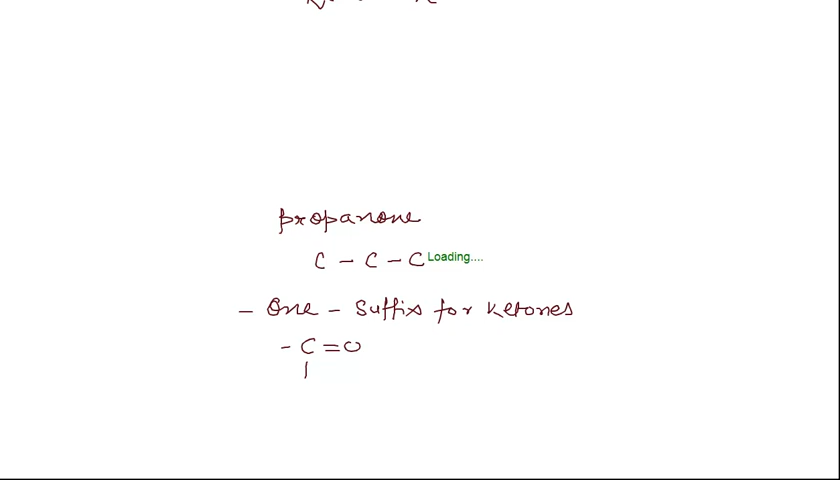 propanone
C - C - C Loading....
- One - Suffix for Ketones
- C = O